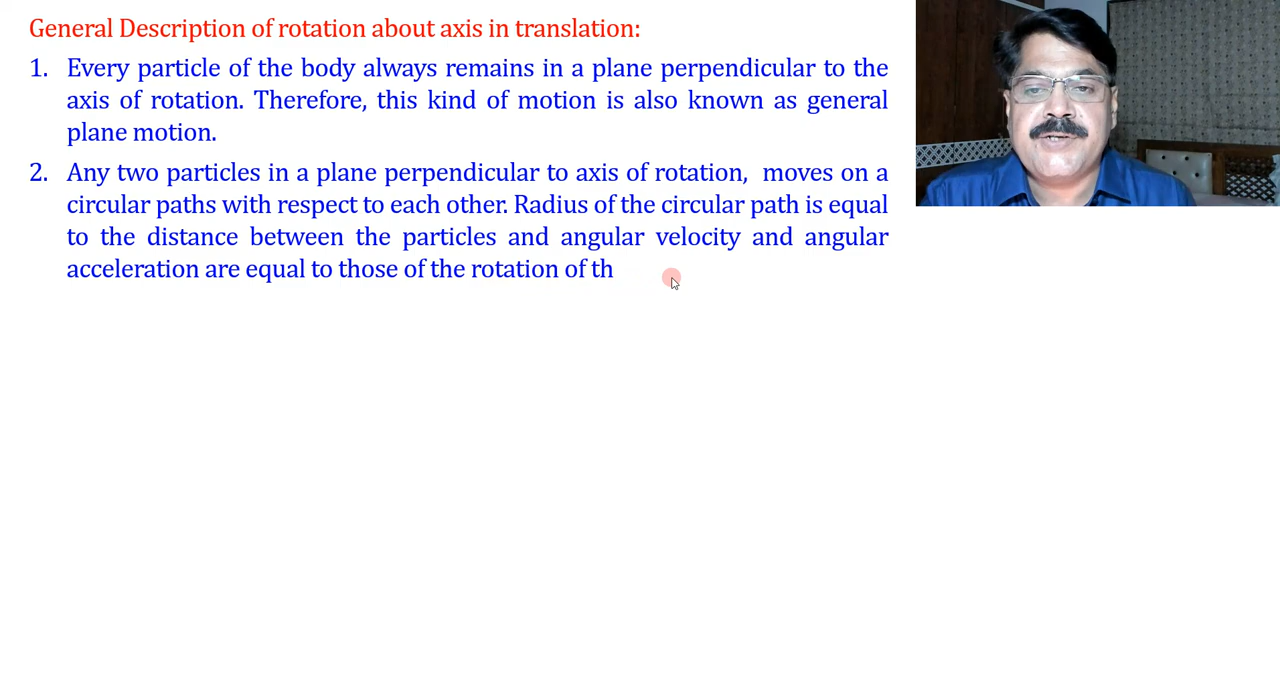 General Description of rotation about axis in translation:
1. Every particle of the body always remains in a plane perpendicular to the
axis of rotation. Therefore, this kind of motion is also known as general
plane motion.
2. Any two particles in a plane perpendicular to axis of rotation, moves on a
circular paths with respect to each other. Radius of the circular path is equal
to the distance between the particles and angular velocity and angular
acceleration are equal to those of the rotation of th